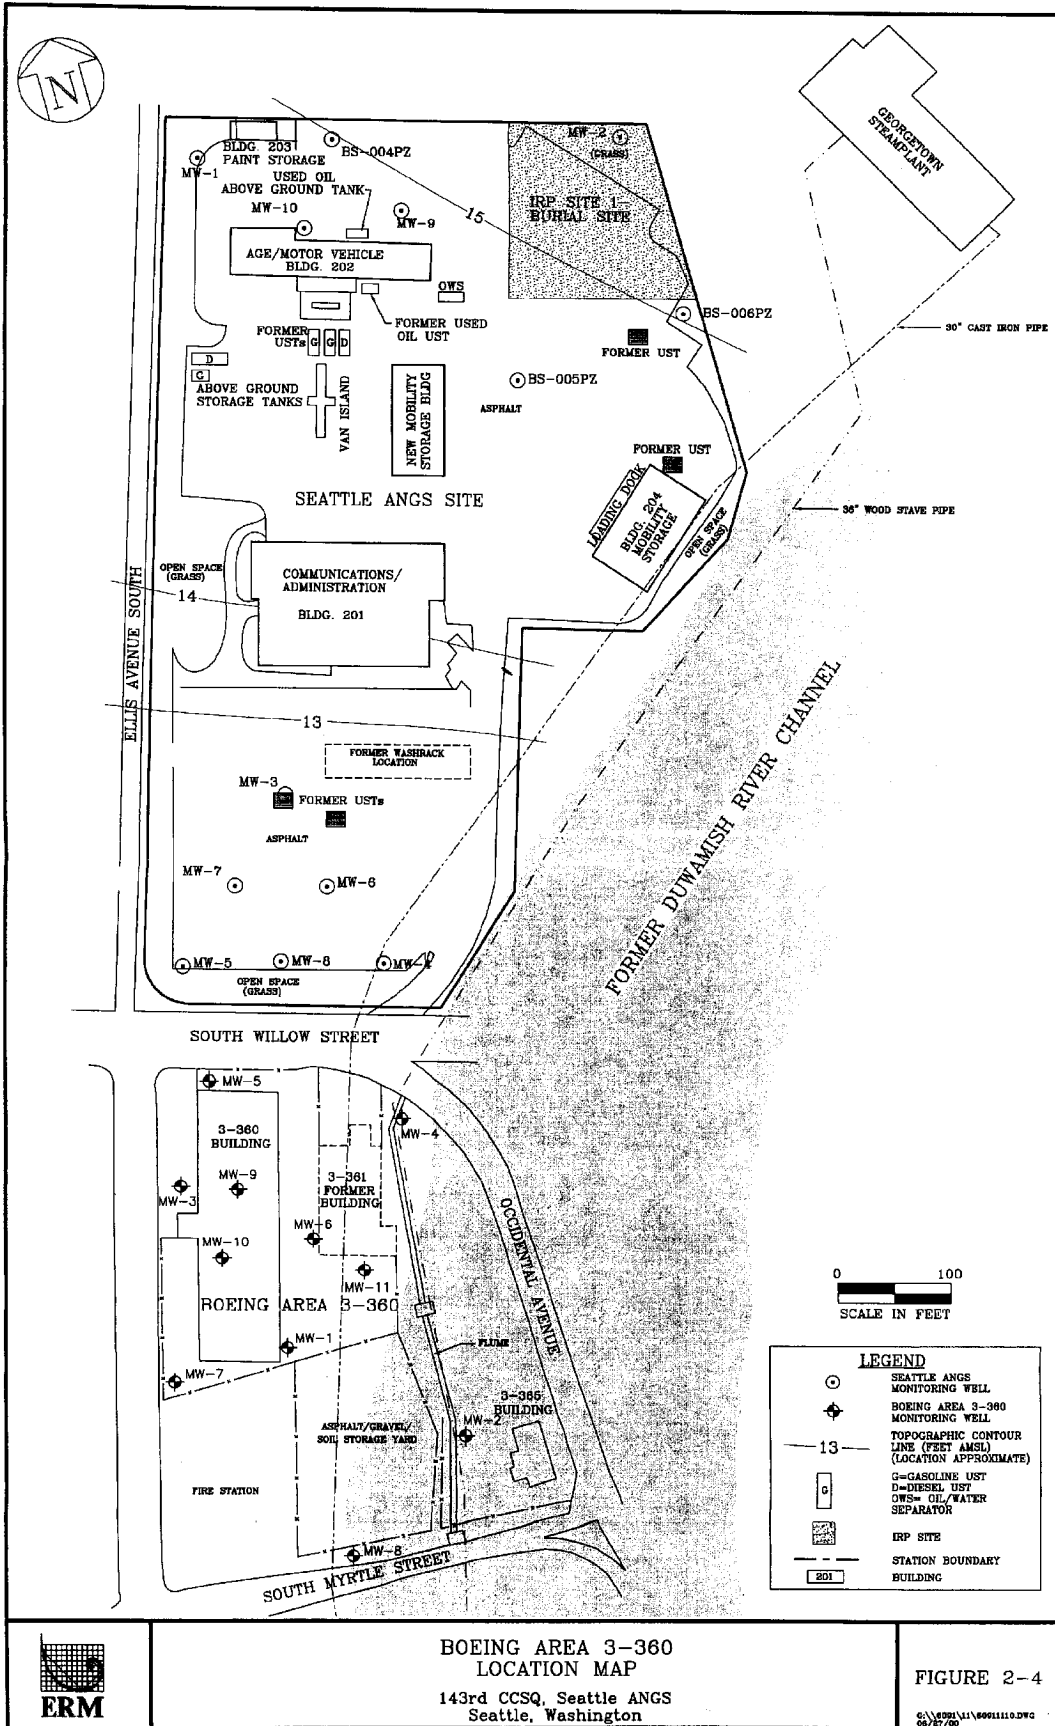 N
GEORGETOWN
STEAMPLANT
MW-2
(GRASS)
BLDG. 203
PAINT STORAGE
BS-004PZ
MW-1
USED OIL
ABOVE GROUND TANK
MW-10
MW-9
15
IRP SITE 1-
BURIAL SITE
AGE/MOTOR VEHICLE
BLDG. 202
OWS
FORMER USED
OIL UST
BS-006PZ
30" CAST IRON PIPE
FORMER
USTs
G
G
D
FORMER UST
D
G
ABOVE GROUND
STORAGE TANKS
VAN ISLAND
NEW MOBILITY
STORAGE BLDG
BS-005PZ
ASPHALT
FORMER UST
SEATTLE ANGS SITE
LOADING DOCK
BLDG. 204
MOBILITY
STORAGE
OPEN SPACE
(GRASS)
36" WOOD STAVE PIPE
OPEN SPACE
(GRASS)
14
COMMUNICATIONS/
ADMINISTRATION
BLDG. 201
ELLIS AVENUE SOUTH
13
FORMER WASHRACK
LOCATION
MW-3
FORMER USTs
ASPHALT
FORMER DUWAMISH RIVER CHANNEL
MW-7
MW-6
MW-5
MW-8
MW-4
OPEN SPACE
(GRASS)
SOUTH WILLOW STREET
MW-5
MW-4
3-360
BUILDING
MW-9
MW-3
3-361
FORMER
BUILDING
MW-6
MW-10
MW-11
OCCIDENTAL AVENUE
BOEING AREA 3-360
MW-1
FLUME
MW-7
3-365
BUILDING
MW-2
ASPHALT/GRAVEL/
SOIL STORAGE YARD
FIRE STATION
MW-8
SOUTH MYRTLE STREET
0 100
SCALE IN FEET
LEGEND
SEATTLE ANGS
MONITORING WELL
BOEING AREA 3-360
MONITORING WELL
13
TOPOGRAPHIC CONTOUR
LINE (FEET AMSL)
(LOCATION APPROXIMATE)
G
G=GASOLINE UST
D=DIESEL UST
OWS= OIL/WATER
SEPARATOR
IRP SITE
STATION BOUNDARY
201
BUILDING
ERM
BOEING AREA 3-360
LOCATION MAP
143rd CCSQ, Seattle ANGS
Seattle, Washington
FIGURE 2-4
06/27/00